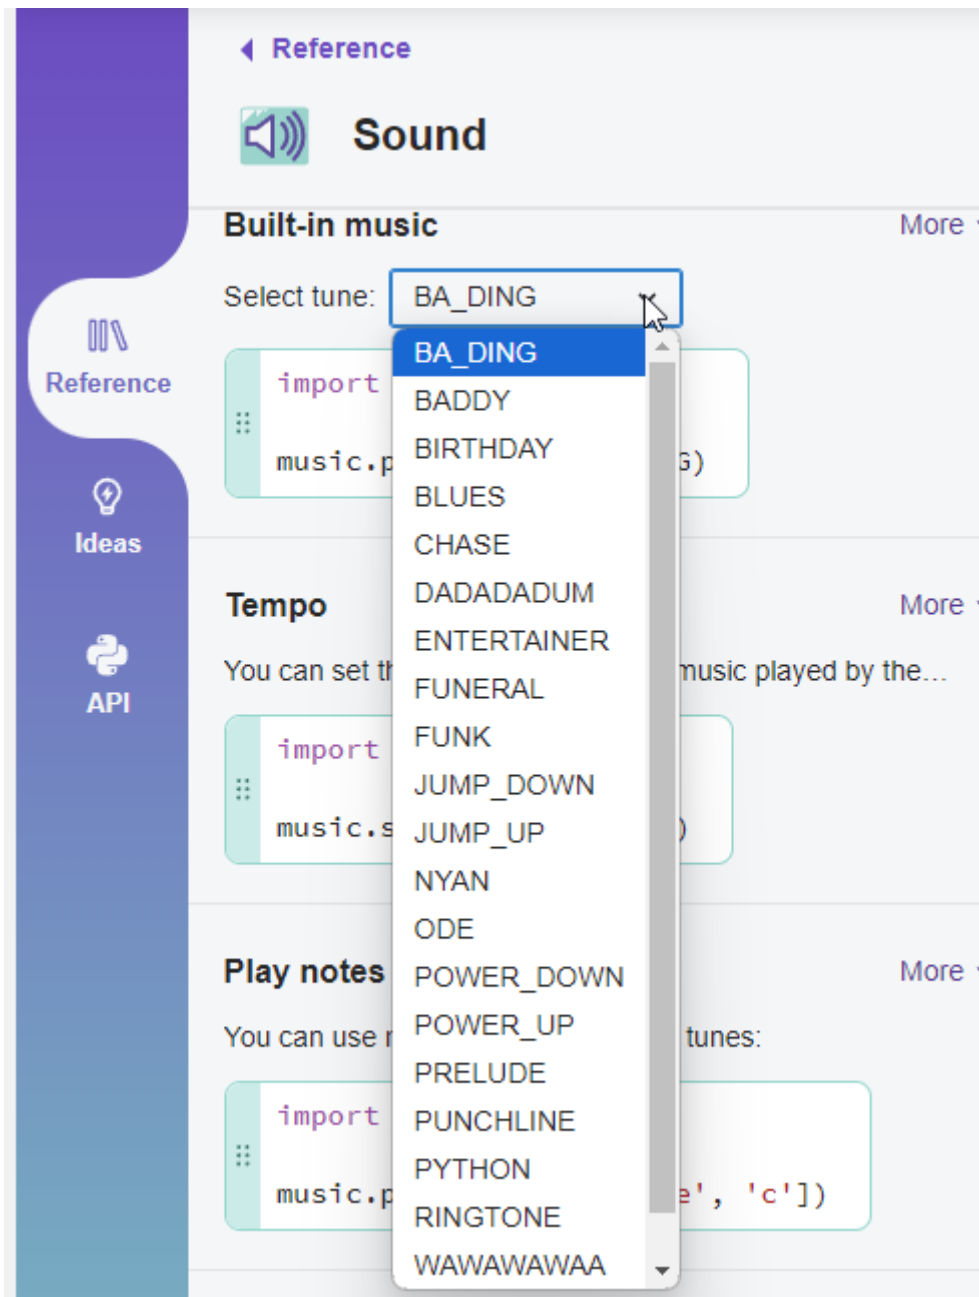 Reference
Sound
Built-in music
More
Select tune: BA_DING
BA_DING
BADDY
BIRTHDAY
BLUES
CHASE
DADADADUM
ENTERTAINER
FUNERAL
FUNK
JUMP_DOWN
JUMP_UP
NYAN
ODE
POWER_DOWN
POWER_UP
PRELUDE
PUNCHLINE
PYTHON
RINGTONE
WAWAWAWAA
import
music.p G)
Tempo
More
You can set music played by the...
import
music.s )
Play notes
More
You can use tunes:
import
music.p e', 'c'])
Reference
Ideas
API